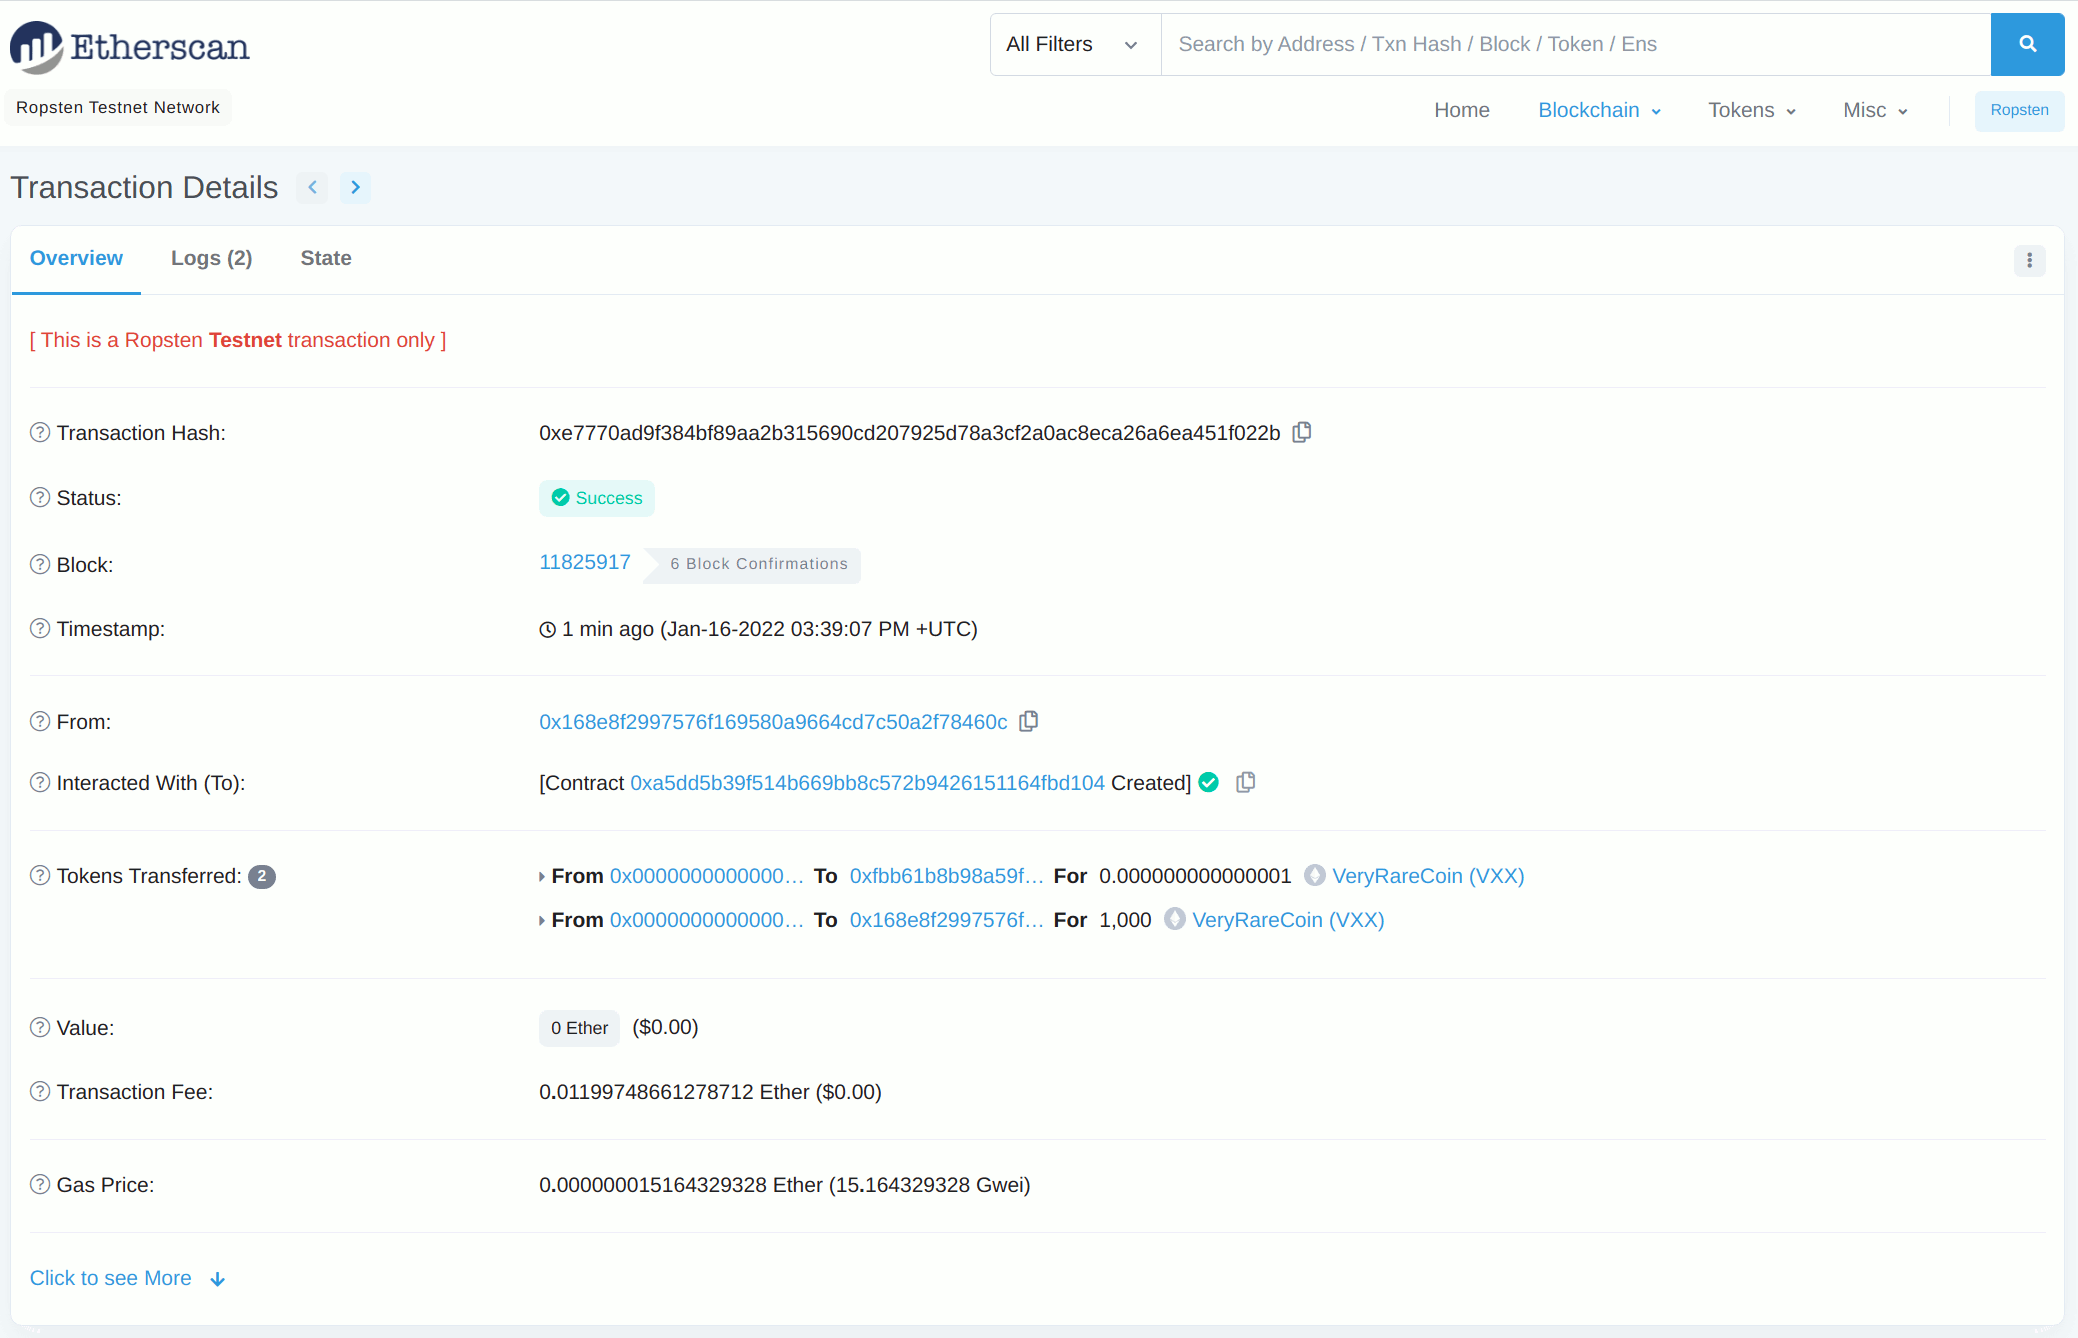 Etherscan
All Filters
Search by Address / Txn Hash / Block / Token / Ens
Ropsten Testnet Network
Home Blockchain Tokens Misc Ropsten
Transaction Details
Overview Logs (2) State
[ This is a Ropsten Testnet transaction only ]
Transaction Hash: 0xe7770ad9f384bf89aa2b315690cd207925d78a3cf2a0ac8eca26a6ea451f022b
Status: Success
Block: 11825917 6 Block Confirmations
Timestamp: 1 min ago (Jan-16-2022 03:39:07 PM +UTC)
From: 0x168e8f2997576f169580a9664cd7c50a2f78460c
Interacted With (To): [Contract 0xa5dd5b39f514b669bb8c572b9426151164fbd104 Created]
Tokens Transferred: 2 From 0x0000000000000... To 0xfbb61b8b98a59f... For 0.000000000000001 VeryRareCoin (VXX)
From 0x0000000000000... To 0x168e8f2997576f... For 1,000 VeryRareCoin (VXX)
Value: 0 Ether ($0.00)
Transaction Fee: 0.01199748661278712 Ether ($0.00)
Gas Price: 0.000000015164329328 Ether (15.164329328 Gwei)
Click to see More